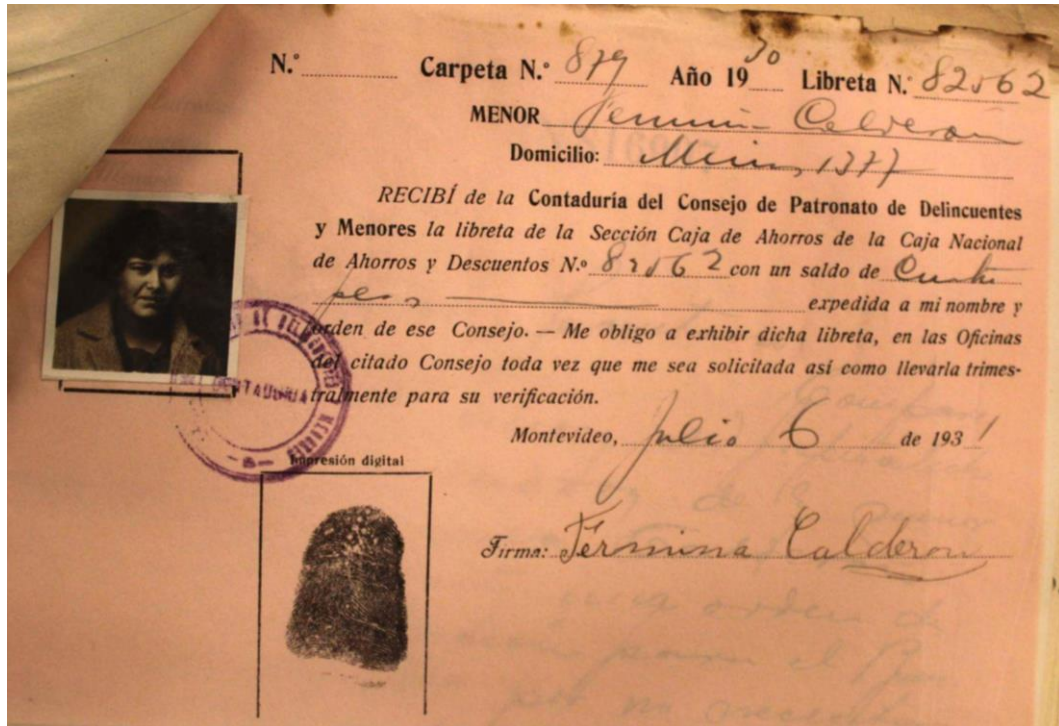 N.° Carpeta N.° 879 Año 1930 Libreta N.° 82562
MENOR Fermina Calderón
Domicilio: Minas 1377
RECIBÍ de la Contaduría del Consejo de Patronato de Delincuentes
y Menores la libreta de la Sección Caja de Ahorros de la Caja Nacional
de Ahorros y Descuentos N.° 82562 con un saldo de
pesos expedida a mi nombre y
orden de ese Consejo. — Me obligo a exhibir dicha libreta, en las Oficinas
del citado Consejo toda vez que me sea solicitada así como llevarla trimes-
tralmente para su verificación.
CONTADURIA
Montevideo, Julio 6 de 1931
Impresión digital
Firma: Fermina Calderon